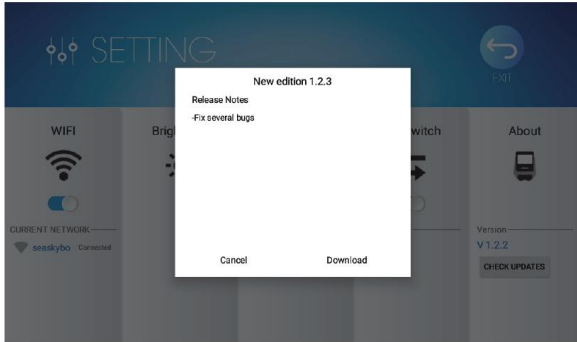 SETTING
EXIT
New edition 1.2.3
Release Notes
-Fix several bugs
Cancel
Download
WIFI
Brig
witch
About
CURRENT NETWORK
seaskybo Connected
Version
V 1.2.2
CHECK UPDATES